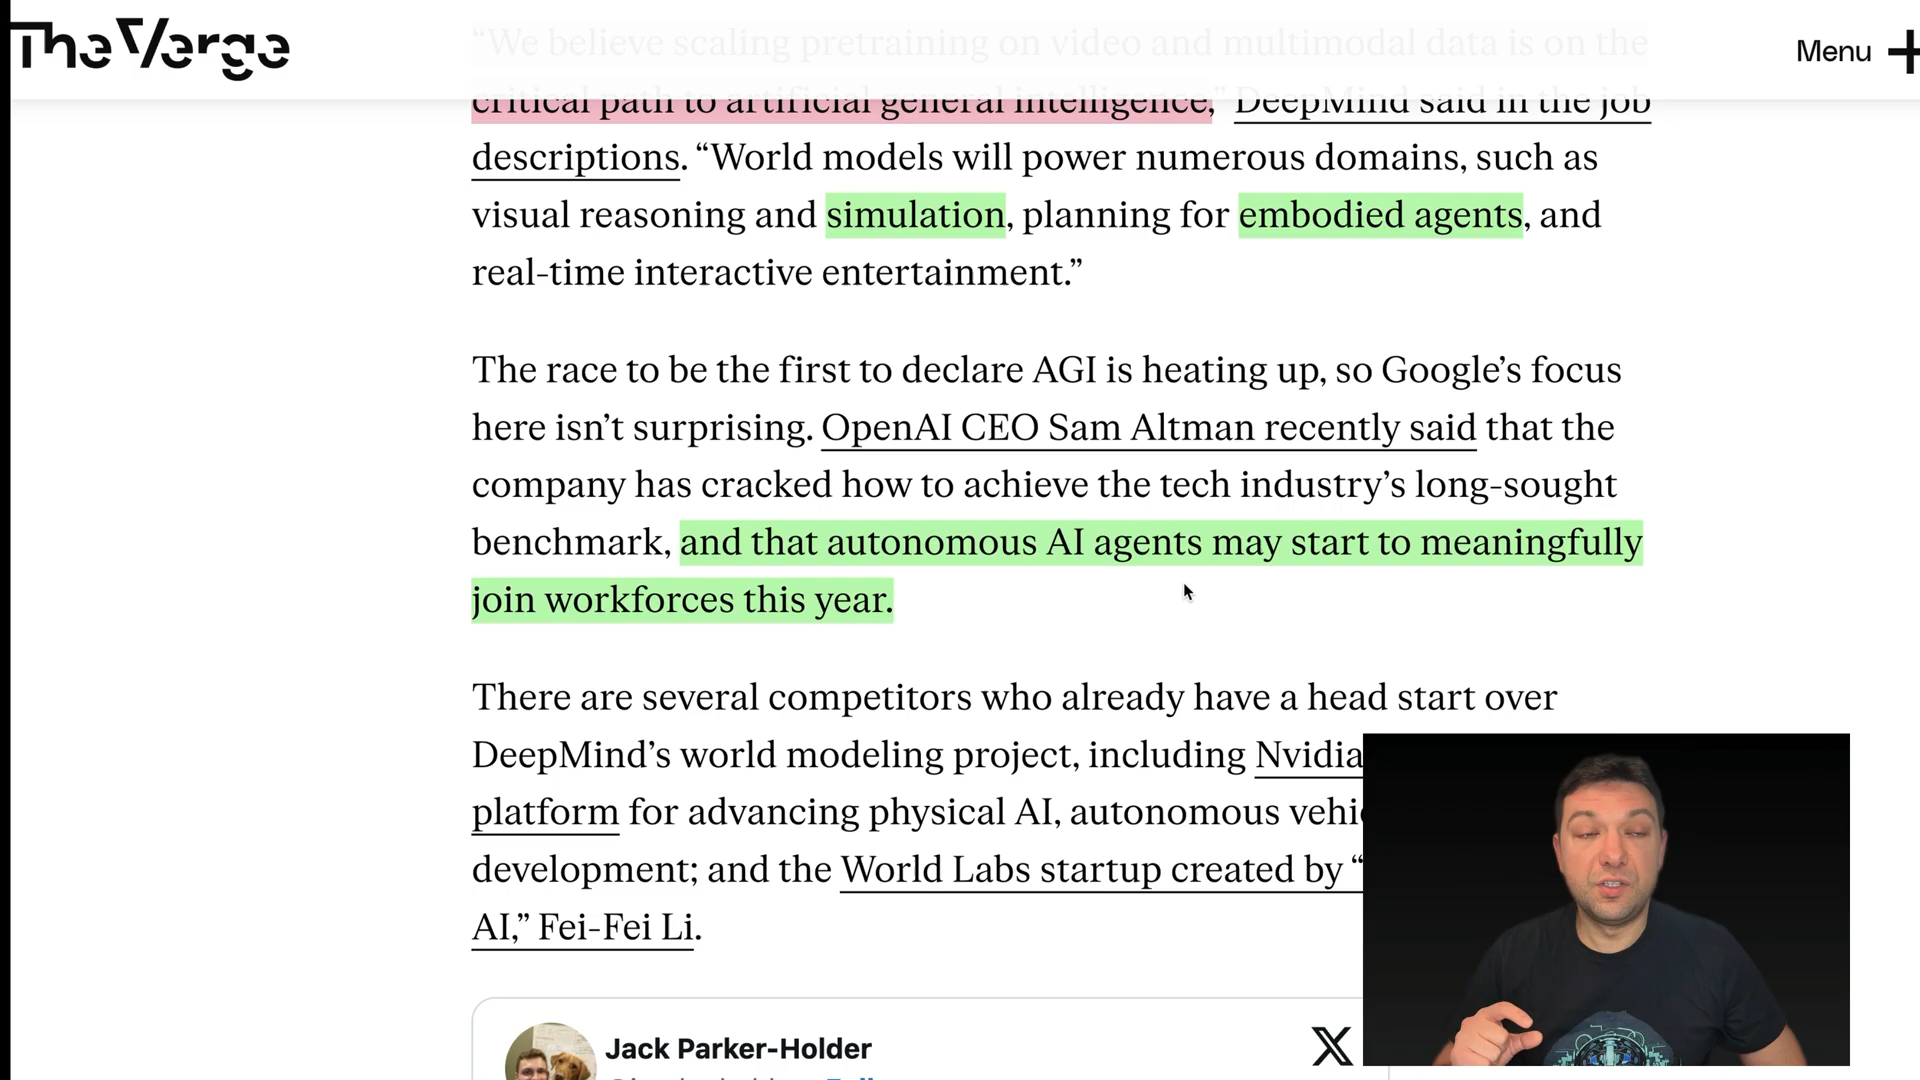 The Verge
Menu
“We believe scaling pretraining on video and multimodal data is on the
critical path to artificial general intelligence,” DeepMind said in the job
descriptions. “World models will power numerous domains, such as
visual reasoning and simulation, planning for embodied agents, and
real-time interactive entertainment.”
The race to be the first to declare AGI is heating up, so Google’s focus
here isn’t surprising. OpenAI CEO Sam Altman recently said that the
company has cracked how to achieve the tech industry’s long-sought
benchmark, and that autonomous AI agents may start to meaningfully
join workforces this year.
There are several competitors who already have a head start over
DeepMind’s world modeling project, including Nvidia
platform for advancing physical AI, autonomous vehic
development; and the World Labs startup created by “
AI,” Fei-Fei Li.
Jack Parker-Holder